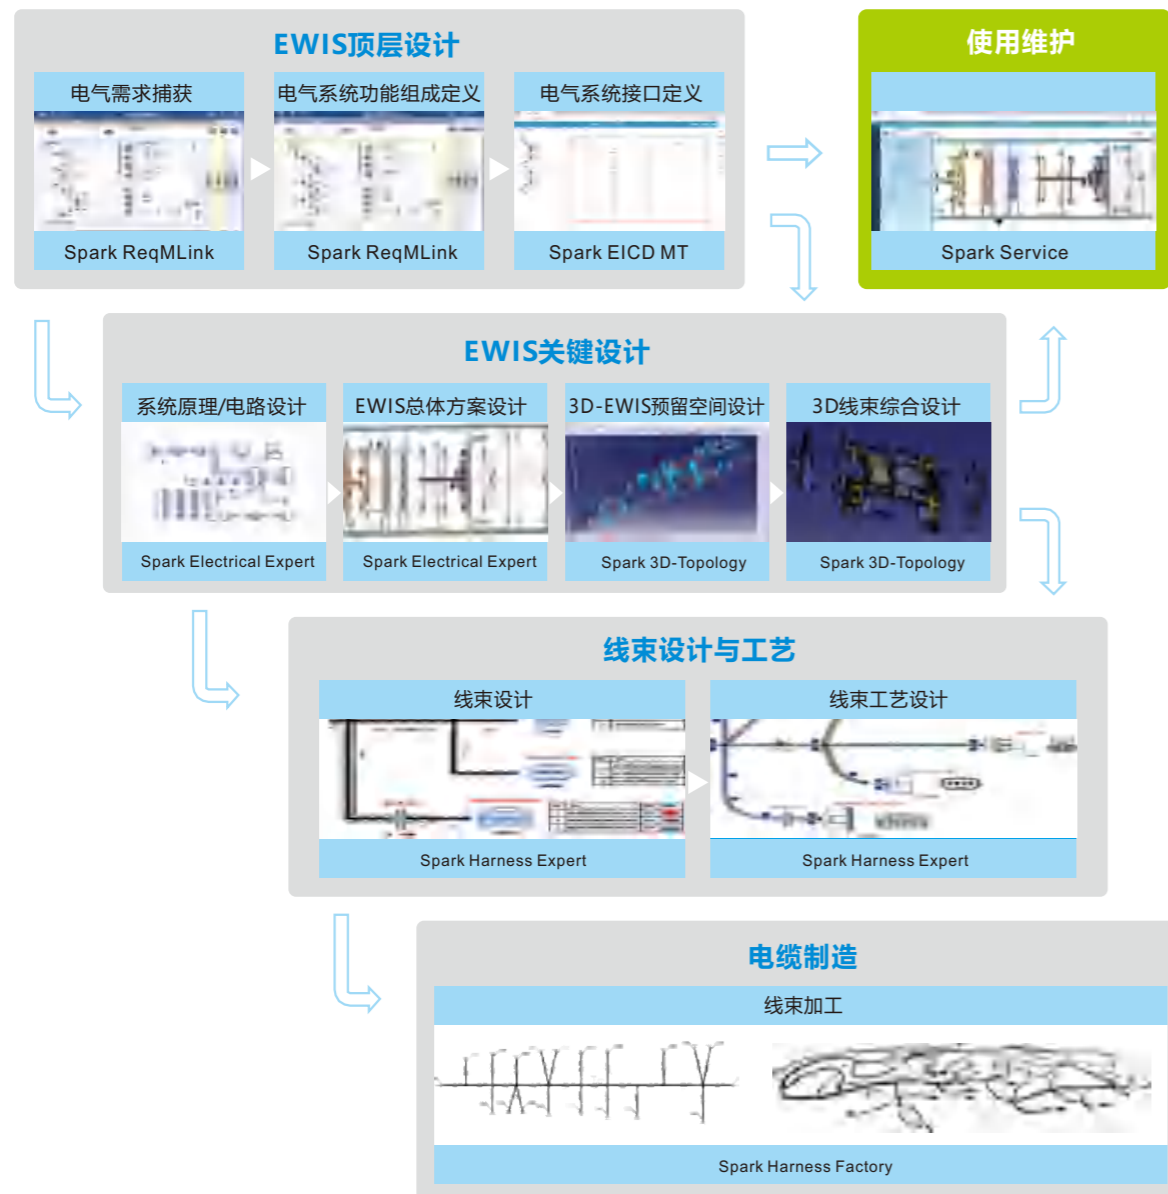 EWIS顶层设计
电气需求捕获
电气系统功能组成定义
电气系统接口定义
Spark ReqMLink
Spark ReqMLink
Spark EICD MT
使用维护
Spark Service
EWIS关键设计
系统原理/电路设计
EWIS总体方案设计
3D-EWIS预留空间设计
3D线束综合设计
Spark Electrical Expert
Spark Electrical Expert
Spark 3D-Topology
Spark 3D-Topology
线束设计与工艺
线束设计
线束工艺设计
Spark Harness Expert
Spark Harness Expert
电缆制造
线束加工
Spark Harness Factory